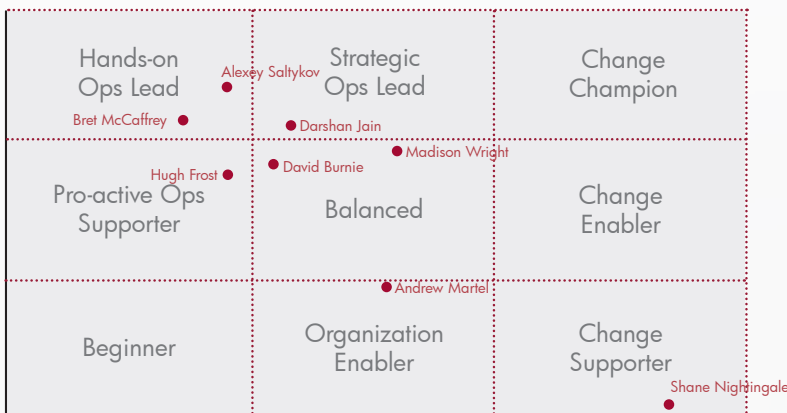 Hands-on
Ops Lead
Alexey Saltykov
Strategic
Ops Lead
Change
Champion
Bret McCaffrey
Darshan Jain
Madison Wright
David Burnie
Hugh Frost
Pro-active Ops
Supporter
Balanced
Change
Enabler
Andrew Martel
Beginner
Organization
Enabler
Change
Supporter
Shane Nightingale